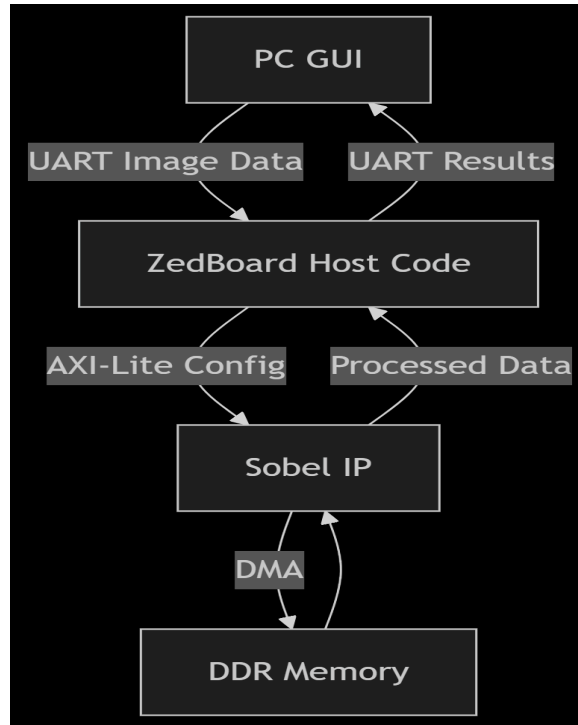 PC GUI
UART Image Data
UART Results
ZedBoard Host Code
AXI-Lite Config
Processed Data
Sobel IP
DMA
DDR Memory